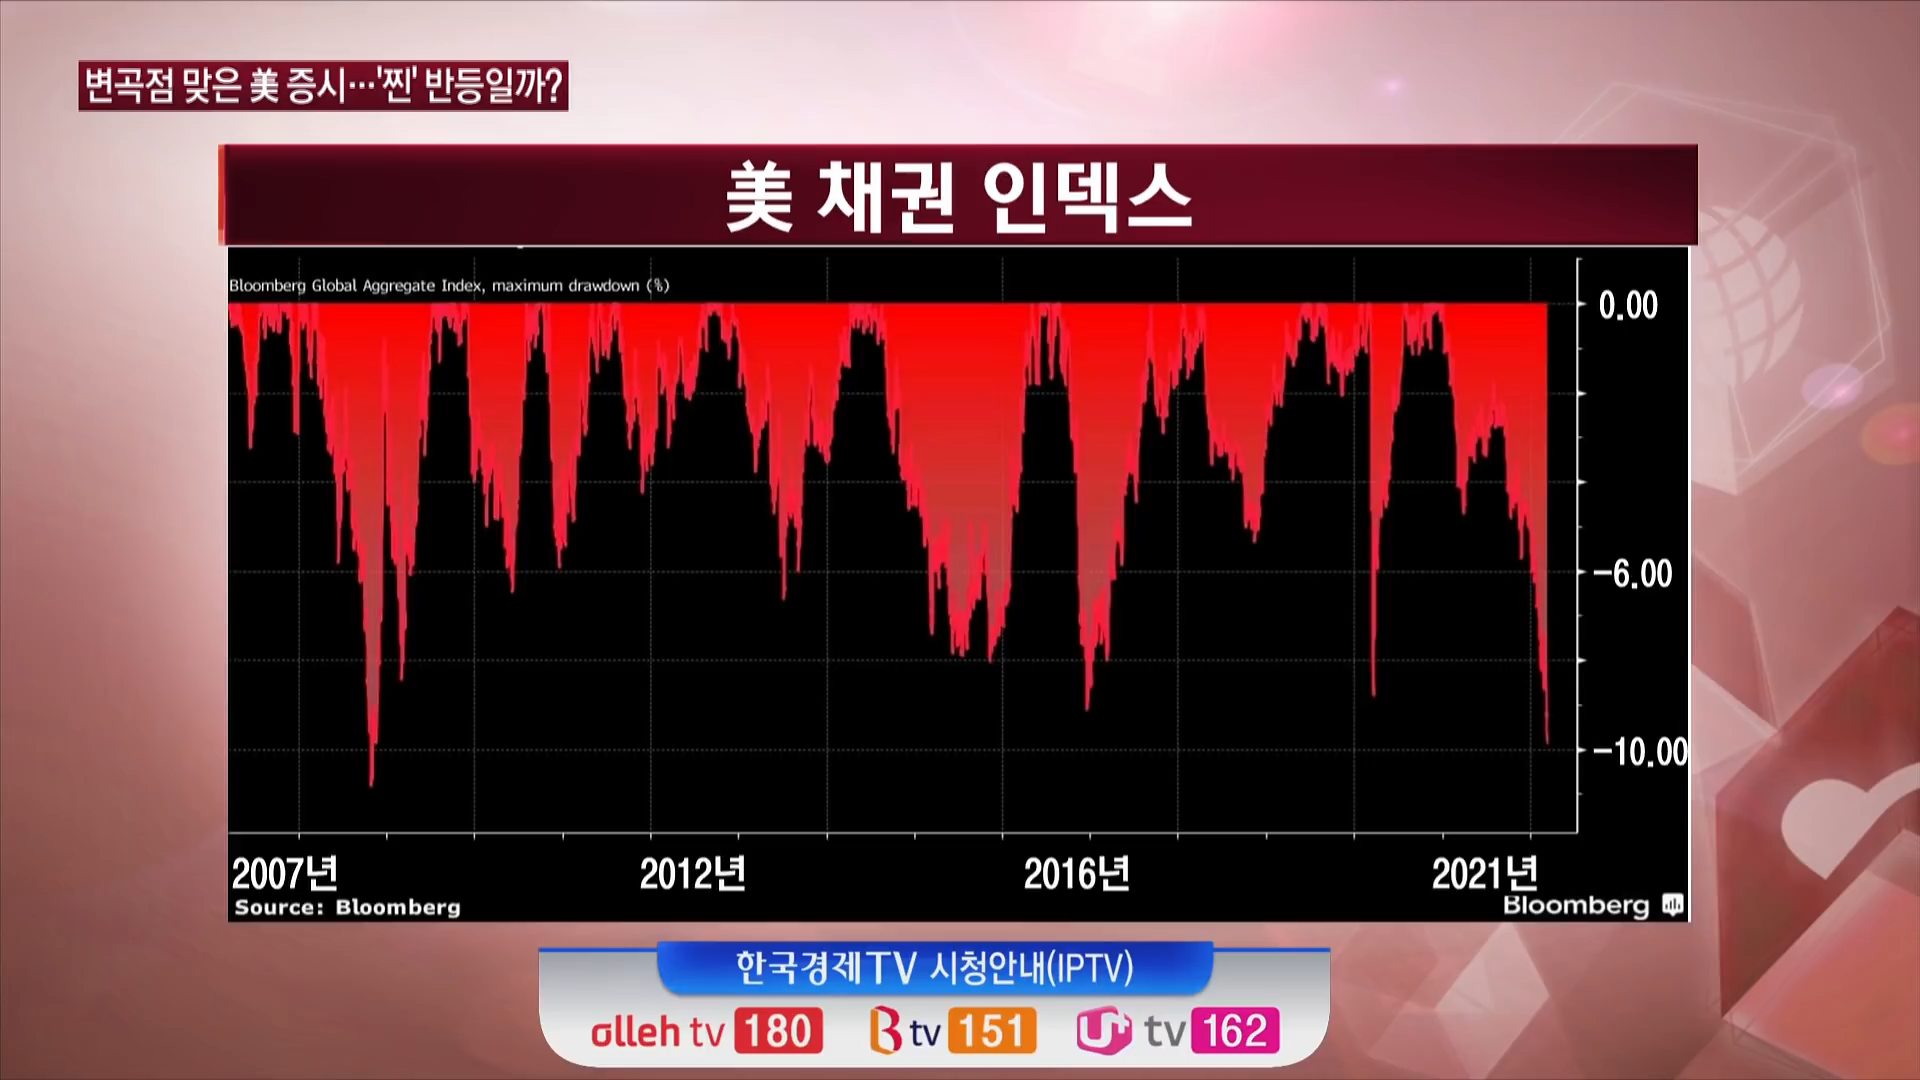 변곡점 맞은 美 증시…'찐' 반등일까?
美 채권 인덱스
Bloomberg Global Aggregate Index, maximum drawdown (%)
0.00
-6.00
-10.00
2007년 2012년 2016년 2021년
Source: Bloomberg
Bloomberg
한국경제TV 시청안내(IPTV)
olleh tv 180 B tv 151 U+ tv 162